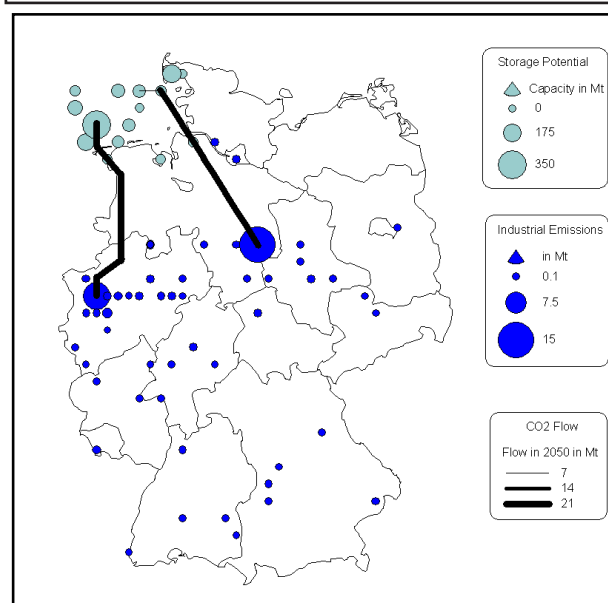 Storage Potential
Capacity in Mt
0
175
350
Industrial Emissions
in Mt
0.1
7.5
15
CO2 Flow
Flow in 2050 in Mt
7
14
21